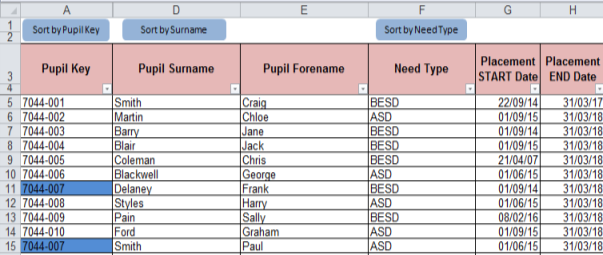 A D E F G H
1 Sort by Pupil Key Sort by Surname Sort by Need Type
2
3 Pupil Key Pupil Surname Pupil Forename Need Type Placement START Date Placement END Date
4
5 7044-001 Smith Craig BESD 22/09/14 31/03/17
6 7044-002 Martin Chloe ASD 01/09/15 31/03/18
7 7044-003 Barry Jane BESD 01/09/14 31/03/18
8 7044-004 Blair Jack BESD 01/09/15 31/03/18
9 7044-005 Coleman Chris BESD 21/04/07 31/03/18
10 7044-006 Blackwell George ASD 01/06/15 31/03/18
11 7044-007 Delaney Frank BESD 01/09/14 31/03/18
12 7044-008 Styles Harry ASD 01/06/15 31/03/18
13 7044-009 Pain Sally BESD 08/02/16 31/03/18
14 7044-010 Ford Graham ASD 01/09/15 31/03/18
15 7044-007 Smith Paul ASD 01/06/15 31/03/18